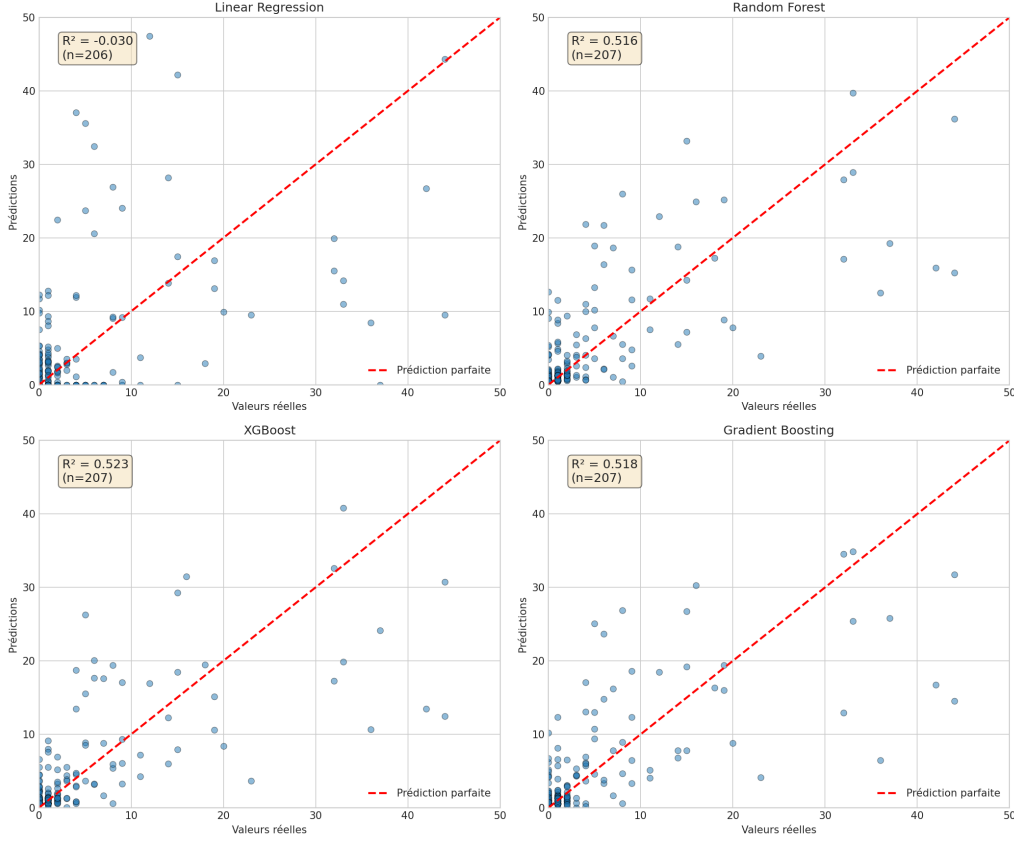 Linear Regression
R² = -0.030
(n=206)
50
40
30
20
10
0
Prédictions
Prédiction parfaite
0 10 20 30 40 50
Valeurs réelles
Random Forest
R² = 0.516
(n=207)
50
40
30
20
10
0
Prédictions
Prédiction parfaite
0 10 20 30 40 50
Valeurs réelles
XGBoost
R² = 0.523
(n=207)
50
40
30
20
10
0
Prédictions
Prédiction parfaite
0 10 20 30 40 50
Valeurs réelles
Gradient Boosting
R² = 0.518
(n=207)
50
40
30
20
10
0
Prédictions
Prédiction parfaite
0 10 20 30 40 50
Valeurs réelles